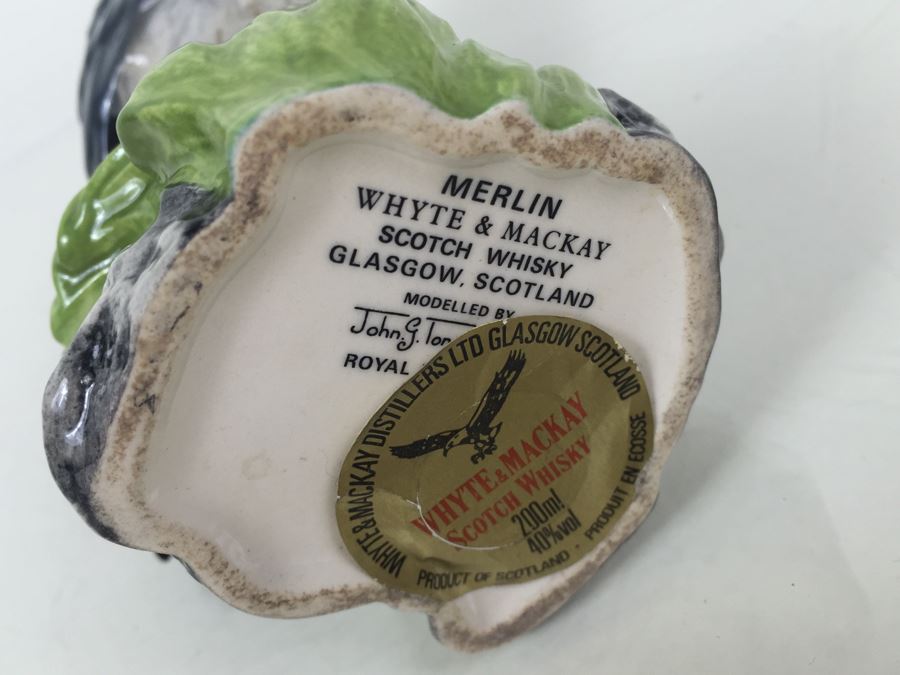 MERLIN
WHYTE & MACKAY
SCOTCH WHISKY
GLASGOW, SCOTLAND
MODELLED BY
John. G.
ROYAL
WHYTE & MACKAY DISTILLERS LTD GLASGOW SCOTLAND
WHYTE & MACKAY
SCOTCH WHISKY
200ml
40%vol
PRODUCT OF SCOTLAND · PRODUIT EN ECOSSE